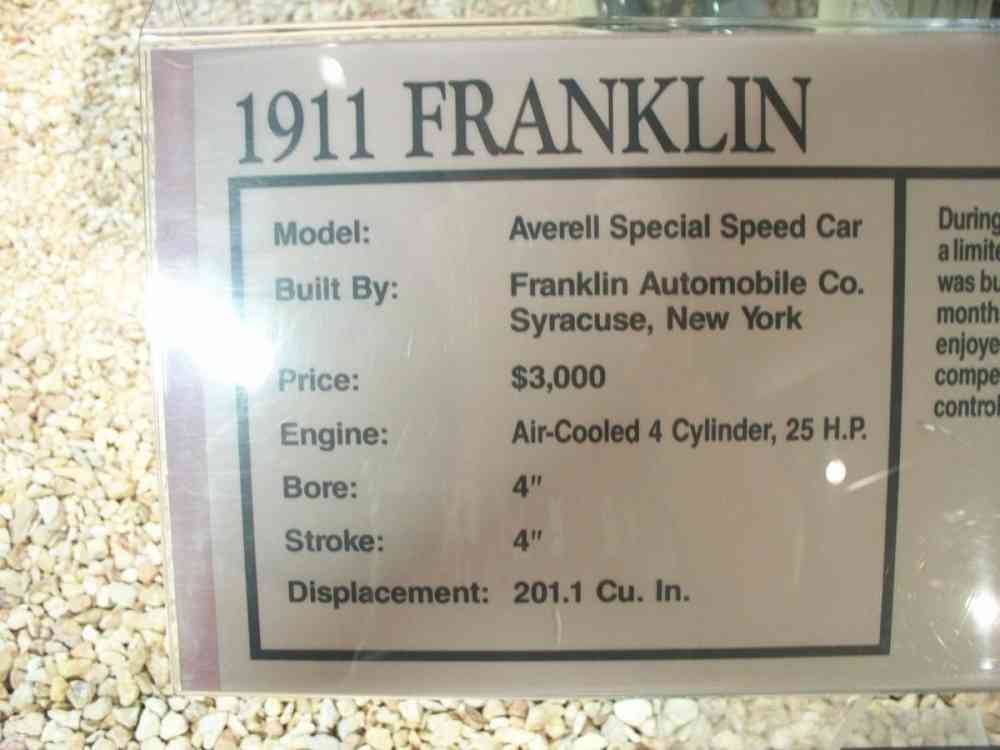 1911 FRANKLIN
Model: Averell Special Speed Car
Built By: Franklin Automobile Co.
Syracuse, New York
Price: $3,000
Engine: Air-Cooled 4 Cylinder, 25 H.P.
Bore: 4"
Stroke: 4"
Displacement: 201.1 Cu. In.
During
a limite
was bu
month
enjoye
compe
control